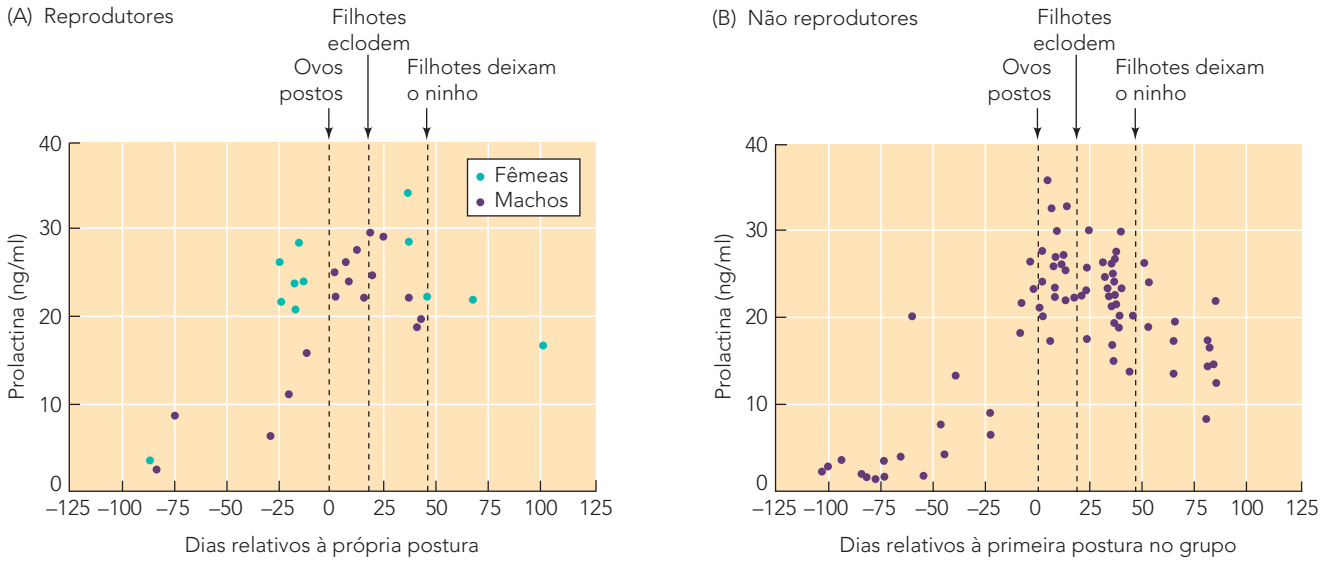 (A) Reprodutores
Filhotes
eclodem
Ovos
postos
Filhotes deixam
o ninho
Prolactina (ng/ml)
40
30
20
10
0
Fêmeas
Machos
–125 –100 –75 –50 –25 0 25 50 75 100 125
Dias relativos à própria postura
(B) Não reprodutores
Filhotes
eclodem
Ovos
postos
Filhotes deixam
o ninho
Prolactina (ng/ml)
40
30
20
10
0
–125 –100 –75 –50 –25 0 25 50 75 100 125
Dias relativos à primeira postura no grupo